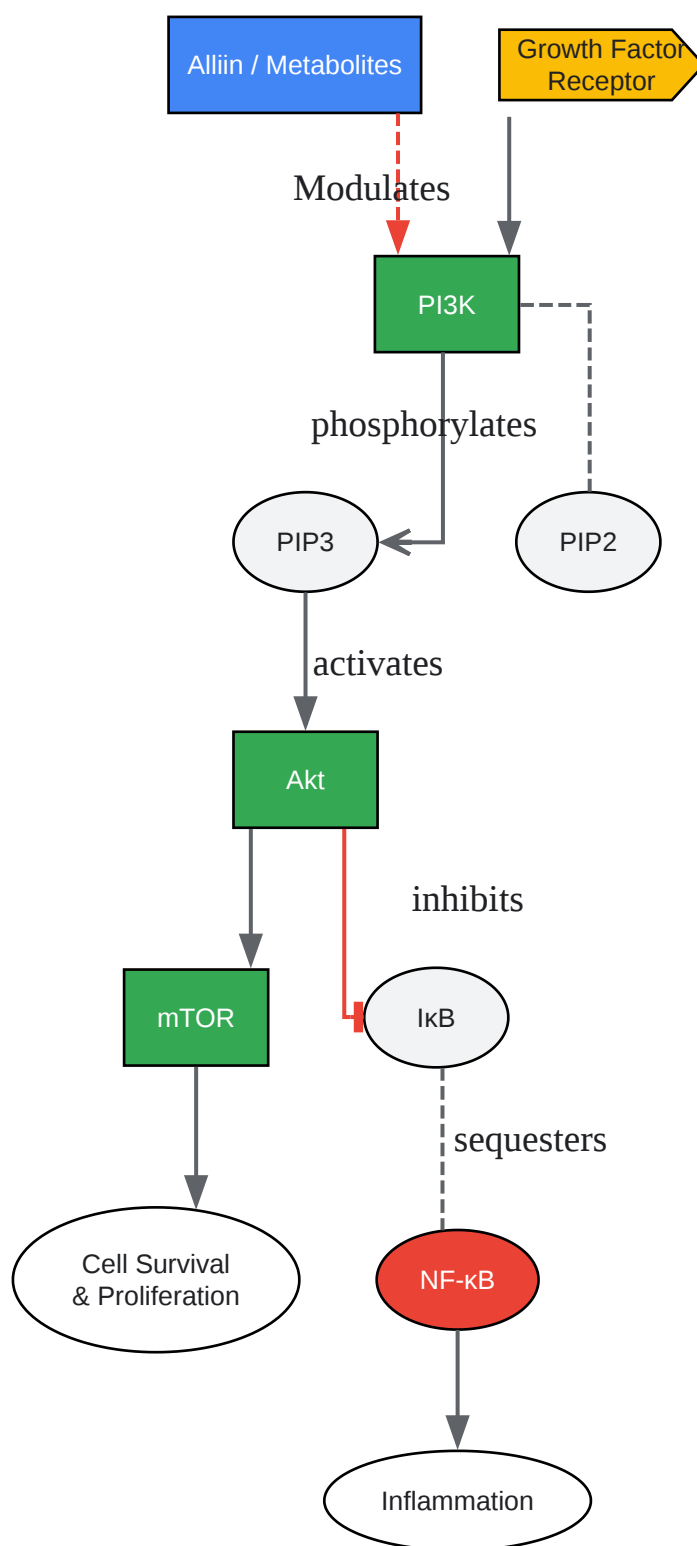 Alliin / Metabolites
Growth Factor
Receptor
Modulates
PI3K
phosphorylates
PIP3
PIP2
activates
Akt
inhibits
mTOR
IκB
sequesters
Cell Survival
& Proliferation
NF-κB
Inflammation